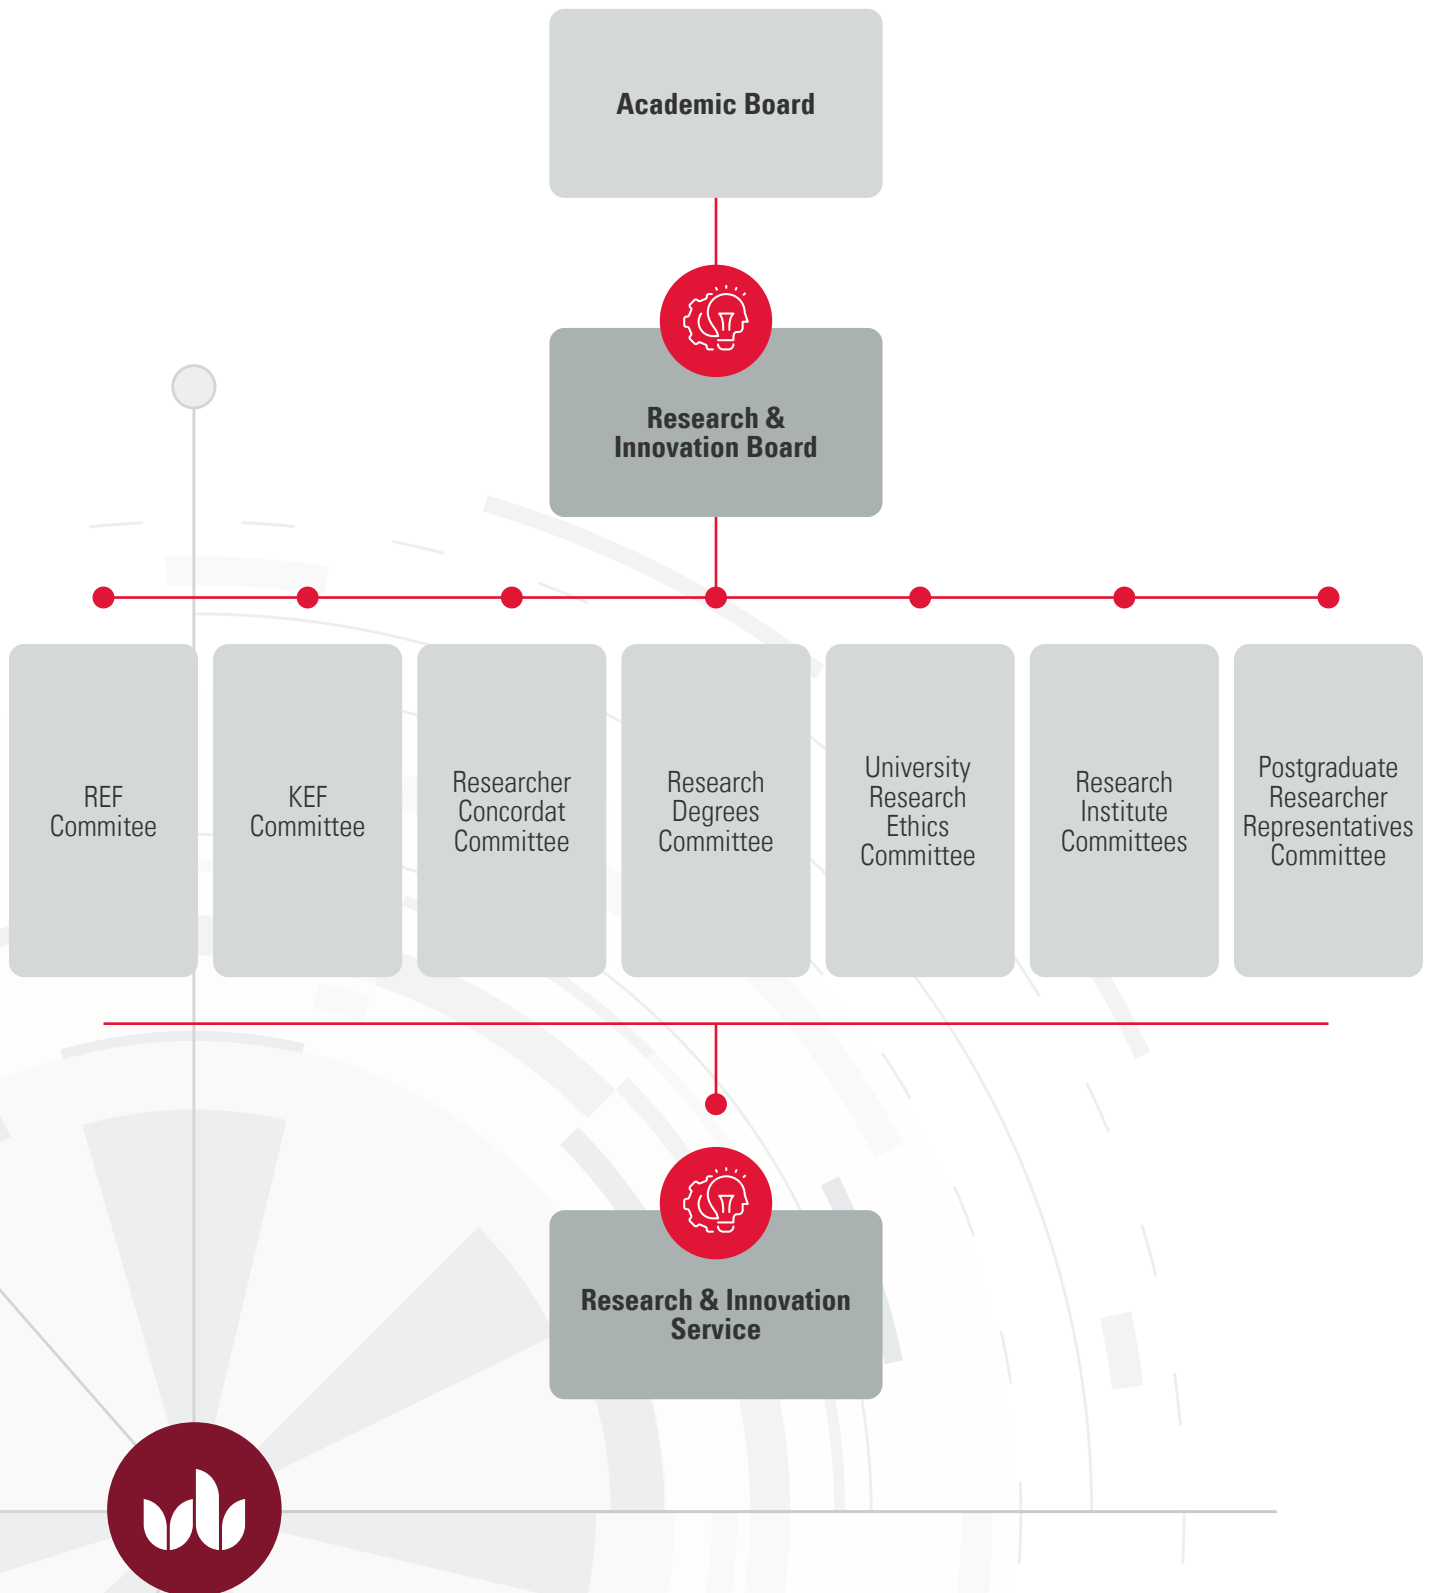 Academic Board
Research &
Innovation Board
REF
Commitee
KEF
Committee
Researcher
Concordat
Committee
Research
Degrees
Committee
University
Research
Ethics
Committee
Research
Institute
Committees
Postgraduate
Researcher
Representatives
Committee
Research & Innovation
Service